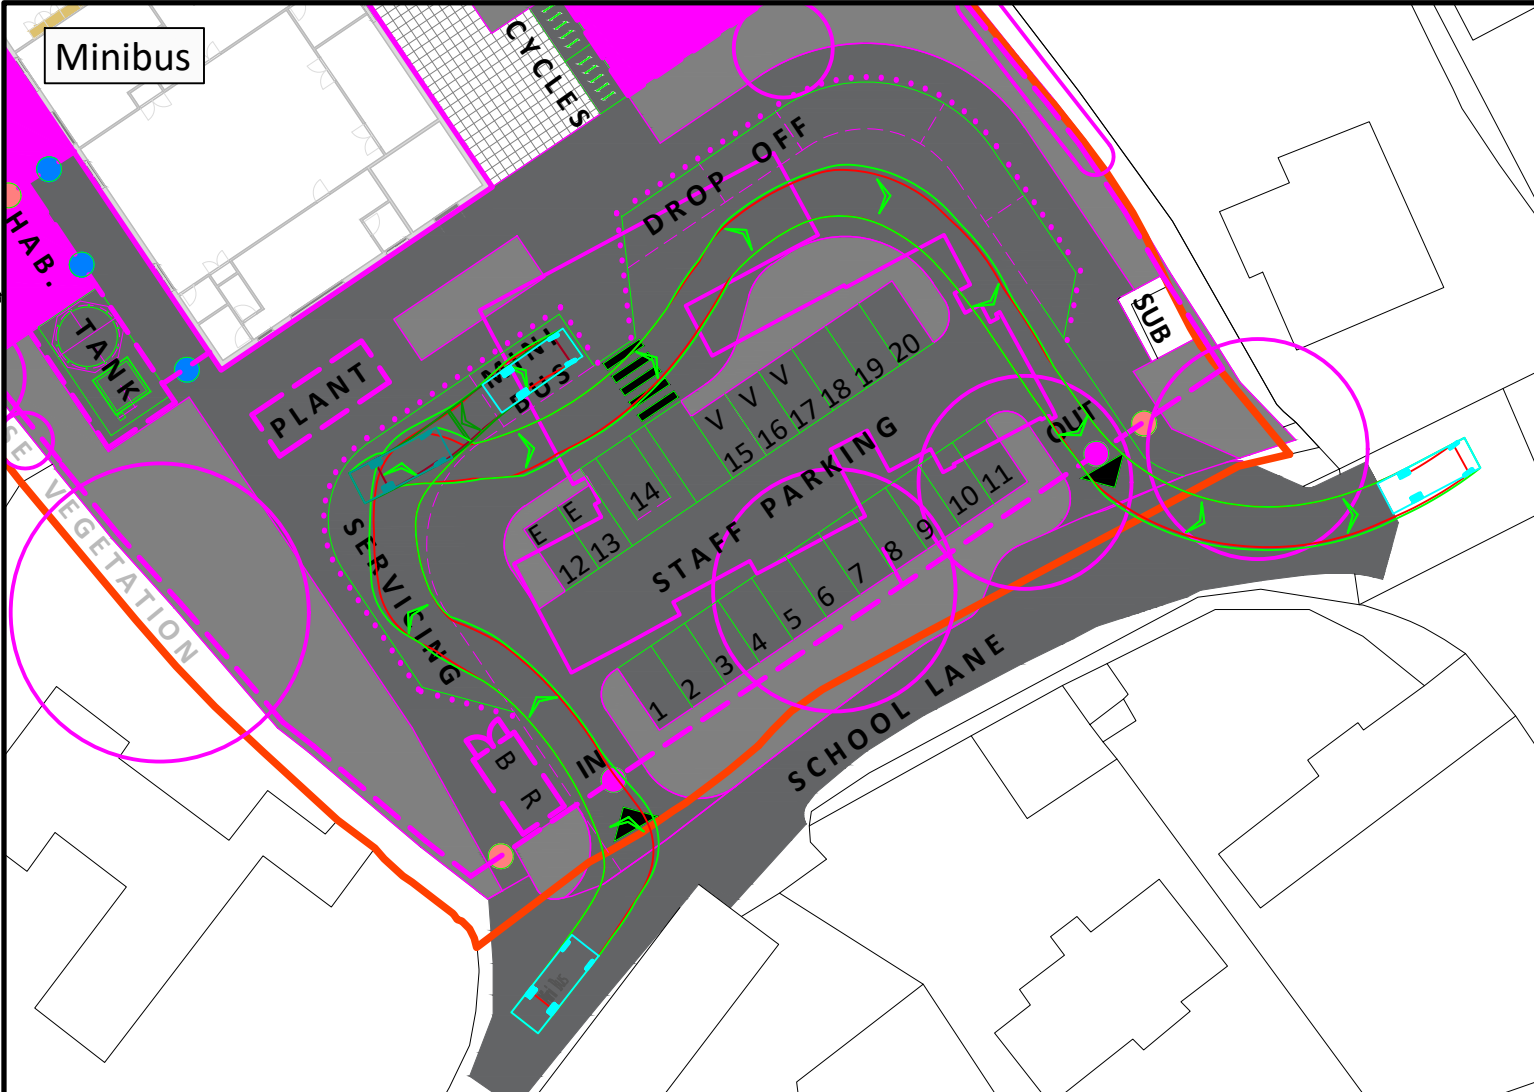 Minibus
CYCLES
DROP OFF
HAB.
TANK
PLANT
MINI
BUS
SUB
V V V
15 16 17 18 19 20
OUT
E E
14
12 13
STAFF PARKING
SERVICING
1 2 3 4 5 6 7 8 9 10 11
SE VEGETATION
B R
IN
SCHOOL LANE